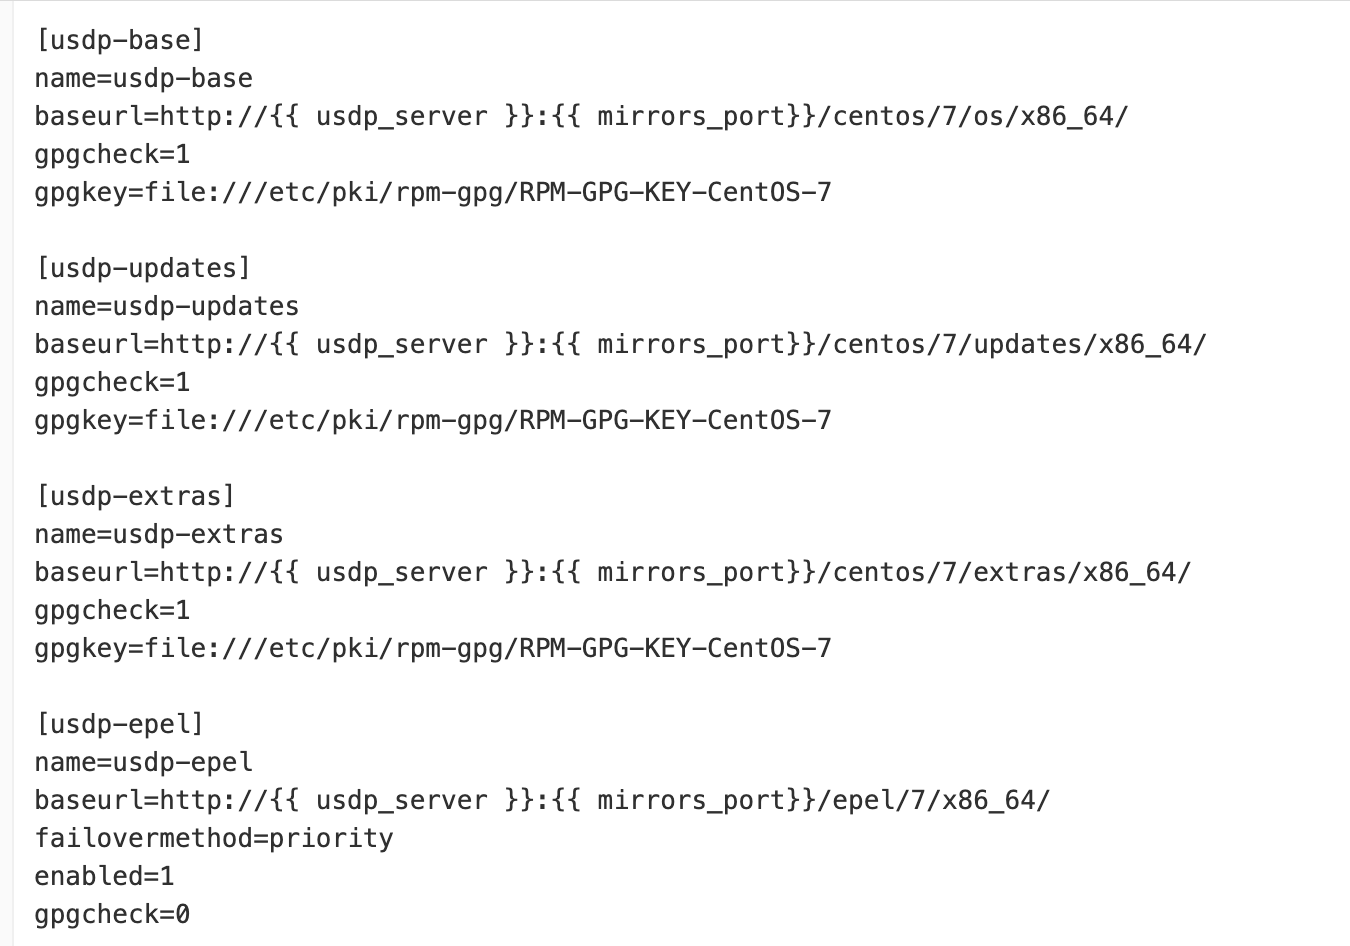 [usdp-base]
name=usdp-base
baseurl=http://{{ usdp_server }}:{{ mirrors_port}}/centos/7/os/x86_64/
gpgcheck=1
gpgkey=file:///etc/pki/rpm-gpg/RPM-GPG-KEY-CentOS-7

[usdp-updates]
name=usdp-updates
baseurl=http://{{ usdp_server }}:{{ mirrors_port}}/centos/7/updates/x86_64/
gpgcheck=1
gpgkey=file:///etc/pki/rpm-gpg/RPM-GPG-KEY-CentOS-7

[usdp-extras]
name=usdp-extras
baseurl=http://{{ usdp_server }}:{{ mirrors_port}}/centos/7/extras/x86_64/
gpgcheck=1
gpgkey=file:///etc/pki/rpm-gpg/RPM-GPG-KEY-CentOS-7

[usdp-epel]
name=usdp-epel
baseurl=http://{{ usdp_server }}:{{ mirrors_port}}/epel/7/x86_64/
failovermethod=priority
enabled=1
gpgcheck=0